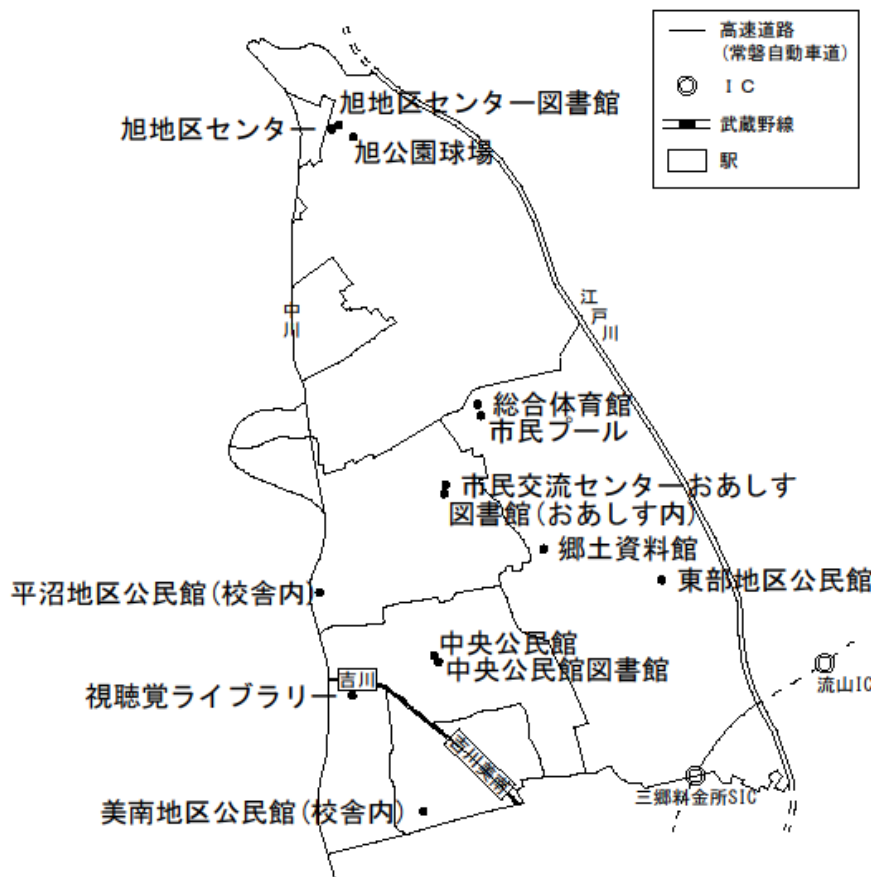 高速道路
(常磐自動車道)
ＩＣ
武蔵野線
駅
旭地区センター図書館
旭地区センター
旭公園球場
中川
江戸川
総合体育館
市民プール
市民交流センターおあしす
図書館(おあしす内)
郷土資料館
東部地区公民館
平沼地区公民館(校舎内)
中央公民館
中央公民館図書館
吉川
視聴覚ライブラリー
流山IC
吉川美南
三郷料金所SIC
美南地区公民館(校舎内)